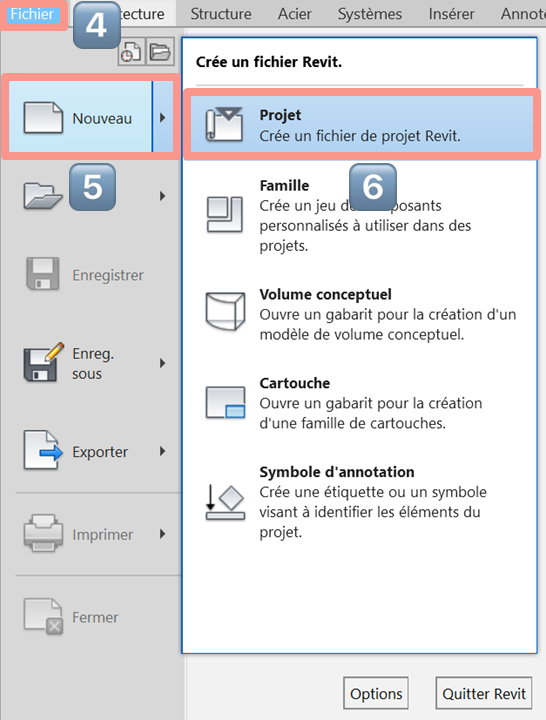 Fichier 4 tecture Structure Acier Systèmes Insérer Annot
Crée un fichier Revit.
Nouveau
Projet
Crée un fichier de projet Revit.
5
6
Famille
Crée un jeu de posants
personnalisés à utiliser dans des
projets.
Enregistrer
Volume conceptuel
Ouvre un gabarit pour la création d'un
modèle de volume conceptuel.
Enreg.
sous
Cartouche
Ouvre un gabarit pour la création
d'une famille de cartouches.
Exporter
Symbole d'annotation
Crée une étiquette ou un symbole
visant à identifier les éléments du
projet.
Imprimer
Fermer
Options
Quitter Revit